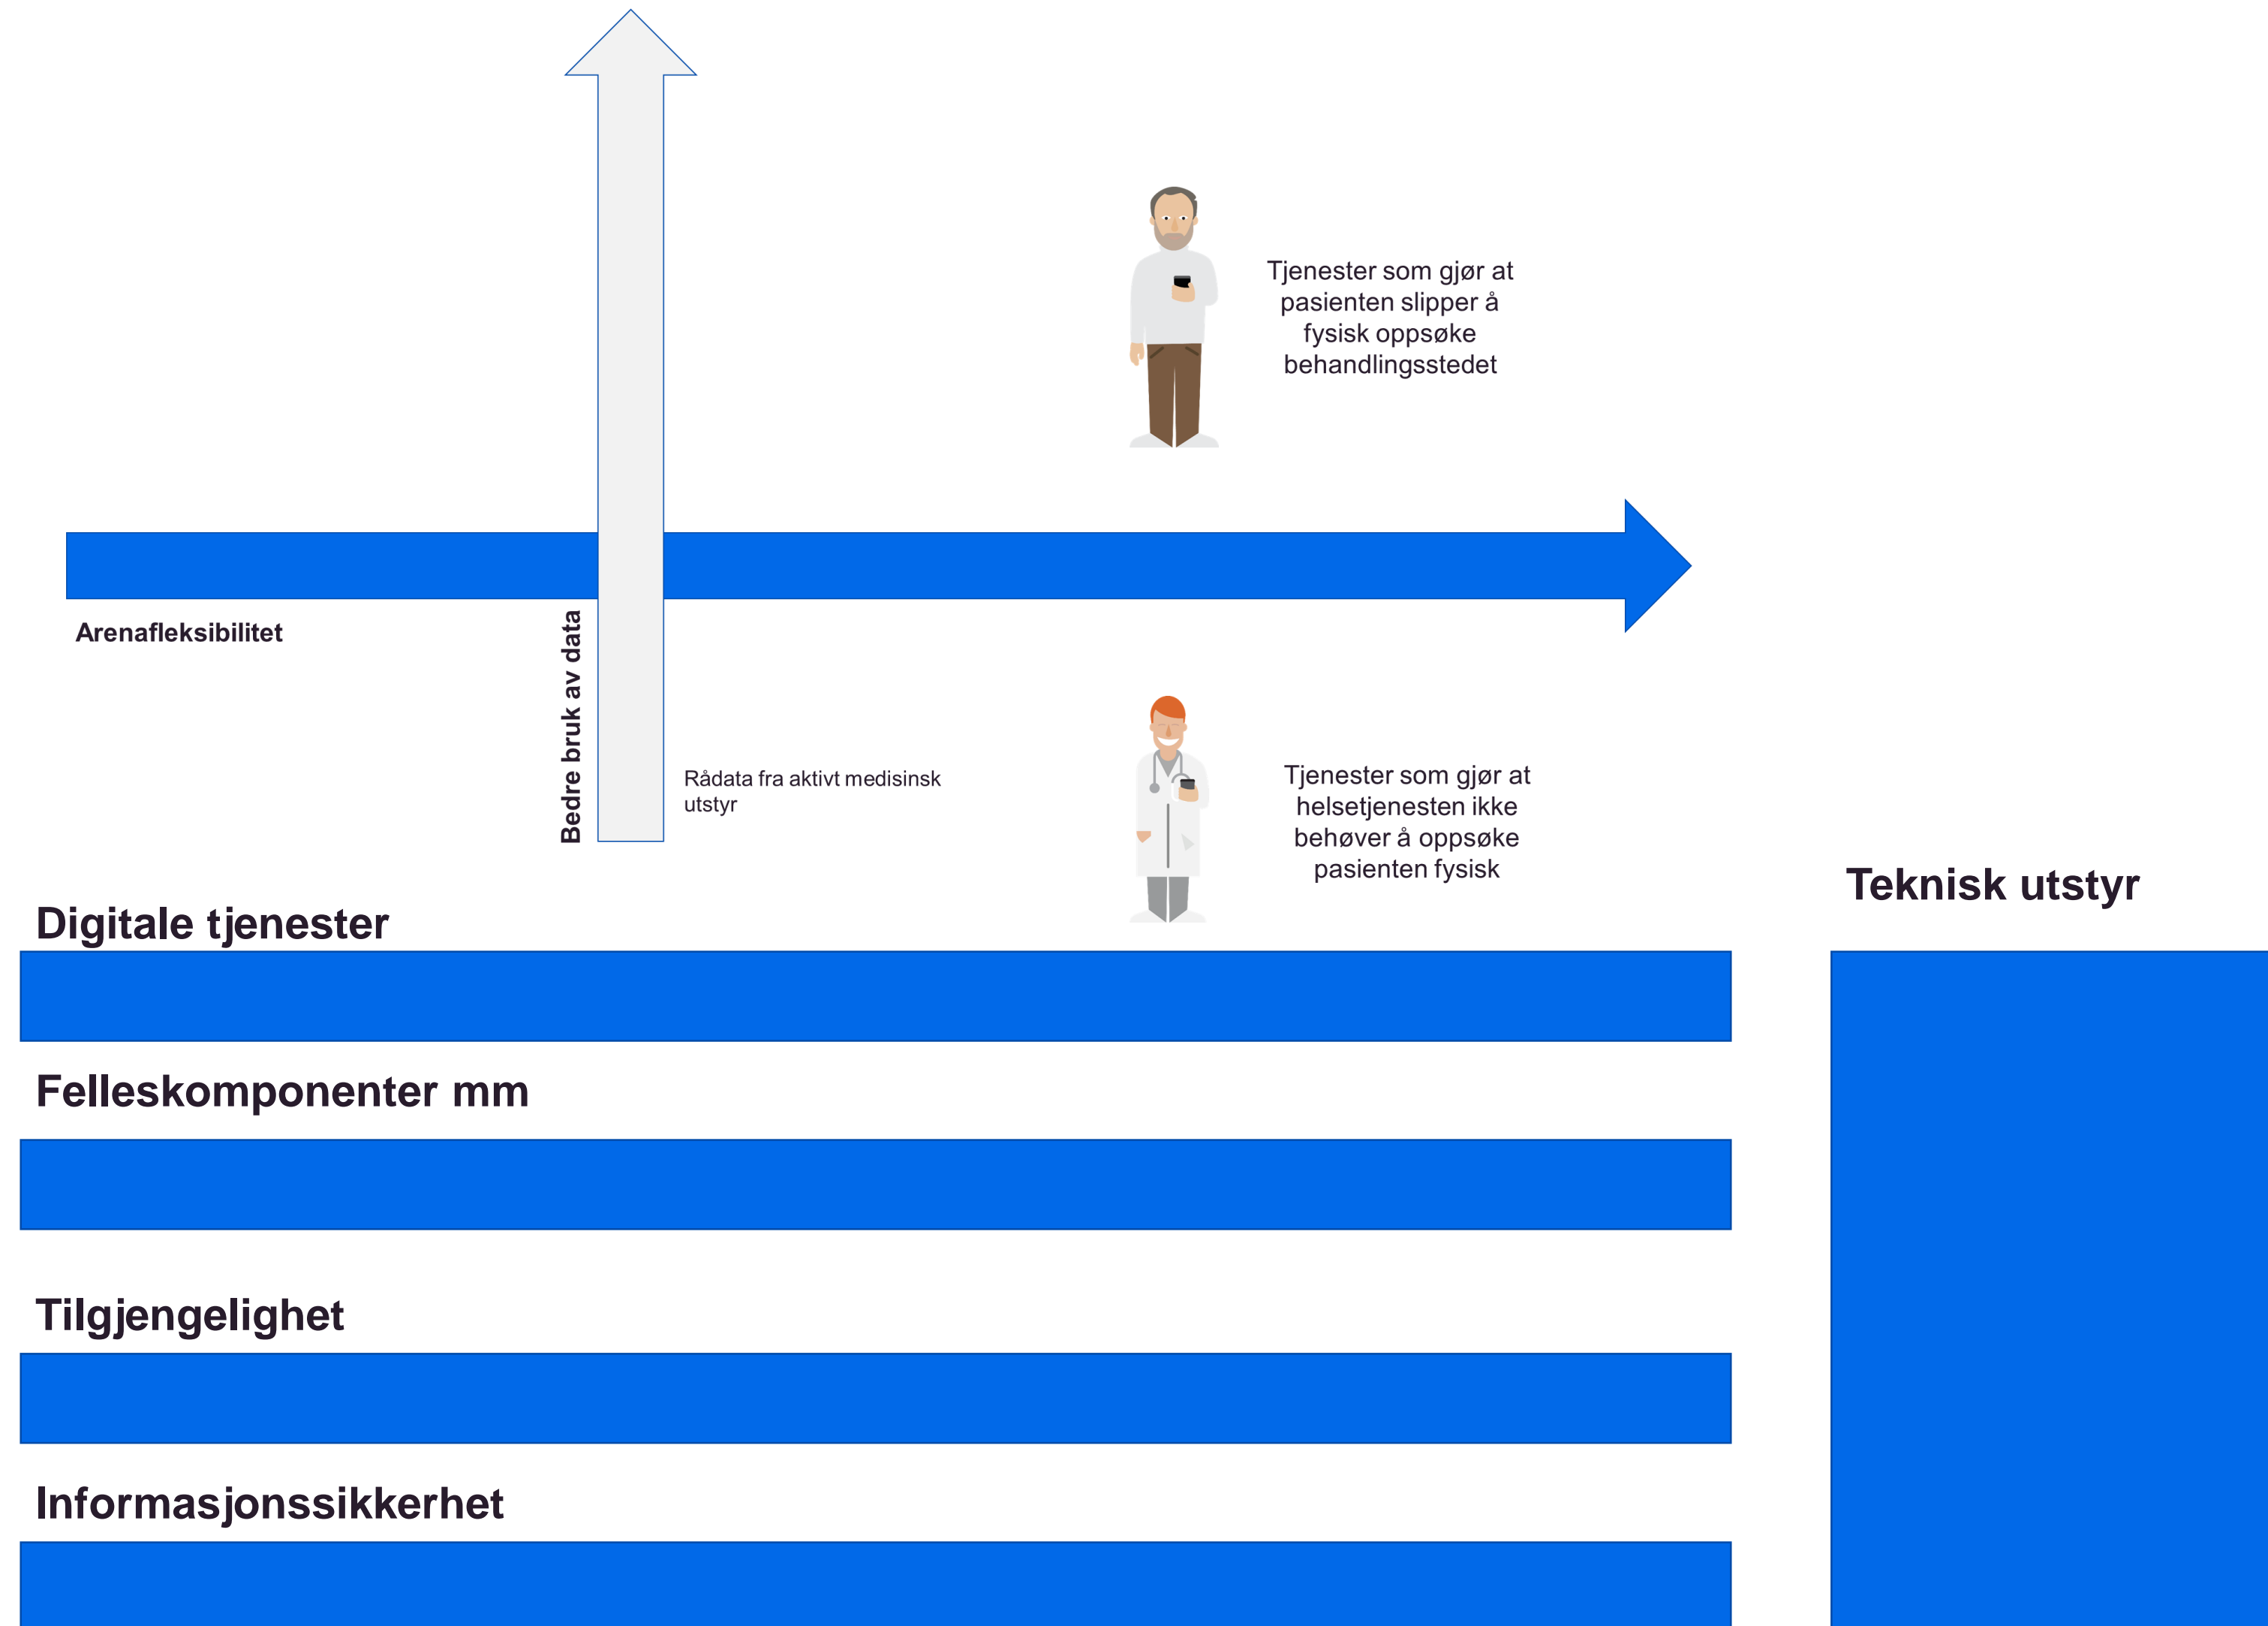 Tjenester som gjør at
pasienten slipper å
fysisk oppsøke
behandlingsstedet
Arenafleksibilitet
Bedre bruk av data
Rådata fra aktivt medisinsk
utstyr
Tjenester som gjør at
helsetjenesten ikke
behøver å oppsøke
pasienten fysisk
Teknisk utstyr
Digitale tjenester
Felleskomponenter mm
Tilgjengelighet
Informasjonssikkerhet